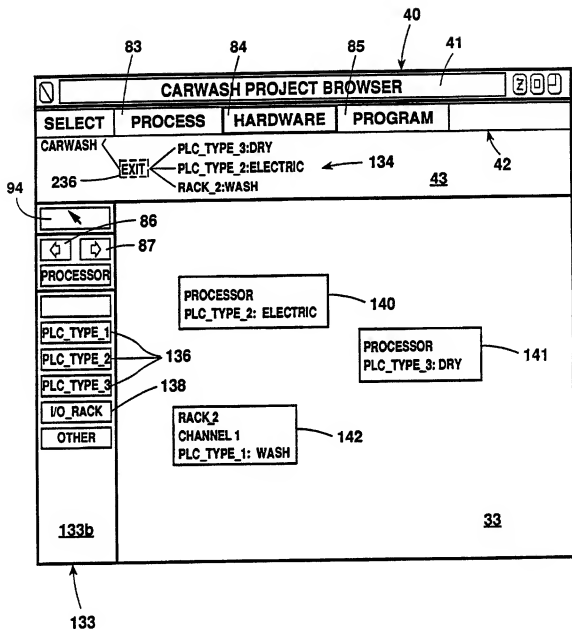 83 84 85 40 41
CARWASH PROJECT BROWSER Z
SELECT PROCESS HARDWARE PROGRAM
42
CARWASH EXIT
PLC_TYPE_3:DRY
PLC_TYPE_2:ELECTRIC
RACK_2:WASH
134
236
43
94
86
87
PROCESSOR
PLC_TYPE_1
PLC_TYPE_2
PLC_TYPE_3
136
I/O_RACK
138
OTHER
133b
133
PROCESSOR
PLC_TYPE_2: ELECTRIC
140
PROCESSOR
PLC_TYPE_3: DRY
141
RACK_2
CHANNEL 1
PLC_TYPE_1: WASH
142
33